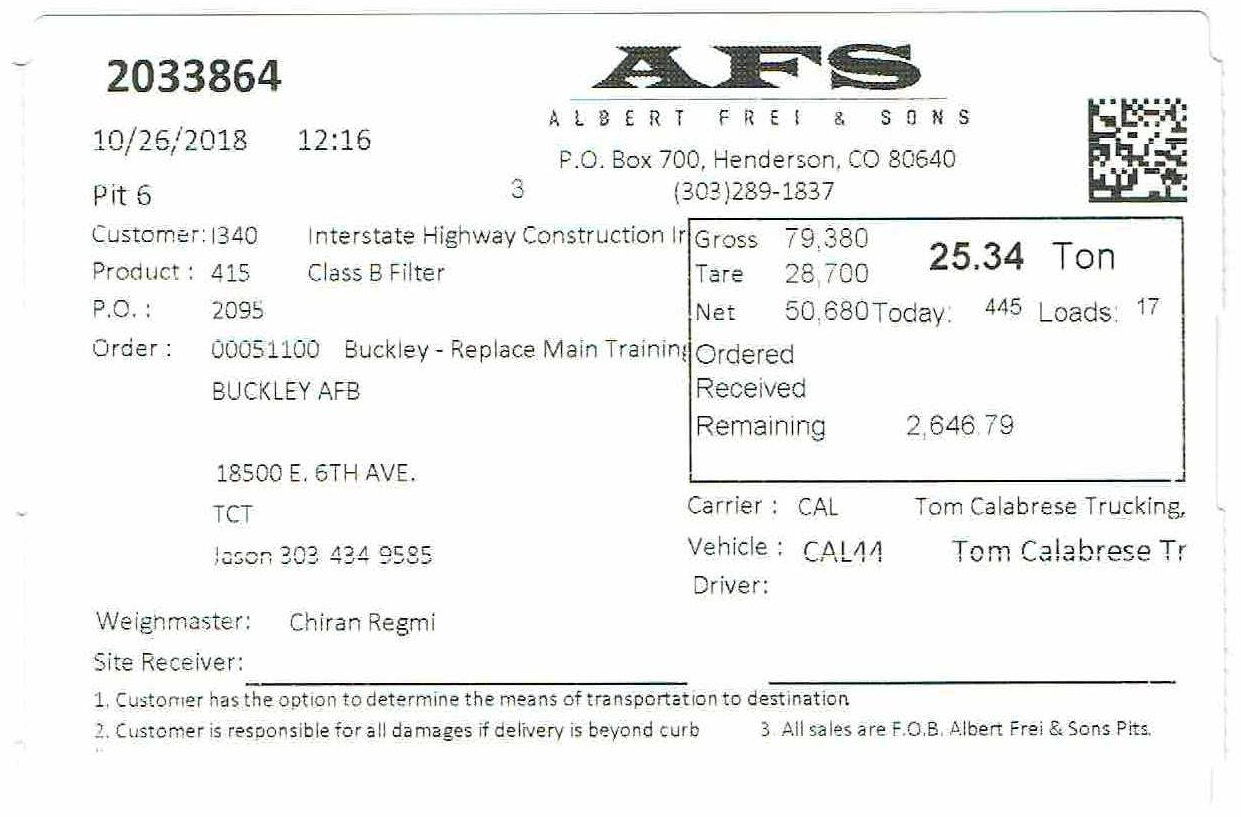 2033864
AFS
ALBERT FREI & SONS
10/26/2018 12:16
P.O. Box 700, Henderson, CO 80640
Pit 6 3 (303)289-1837
Customer: I340 Interstate Highway Construction Ir
Product : 415 Class B Filter
P.O. : 2095
Order : 00051100 Buckley - Replace Main Training
BUCKLEY AFB
18500 E. 6TH AVE.
TCT
Jason 303 434 9585
Gross 79,380 25.34 Ton
Tare 28,700
Net 50,680 Today: 445 Loads: 17
Ordered
Received
Remaining 2,646.79
Carrier : CAL Tom Calabrese Trucking,
Vehicle : CAL44 Tom Calabrese Tr
Driver:
Weighmaster: Chiran Regmi
Site Receiver:
1. Customer has the option to determine the means of transportation to destination
2. Customer is responsible for all damages if delivery is beyond curb 3 All sales are F.O.B. Albert Frei & Sons Pits.